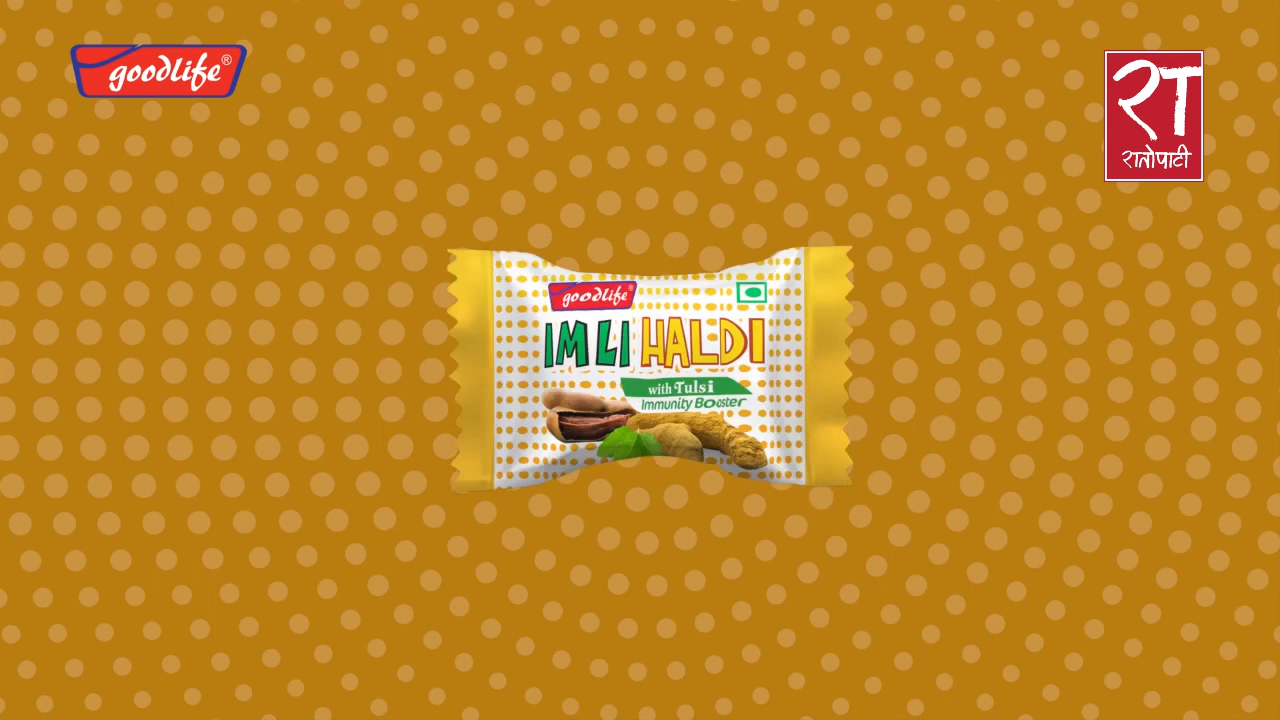 goodlife®
रा
रातोपाटी
goodlife®
IMLI HALDI
with Tulsi
Immunity Booster